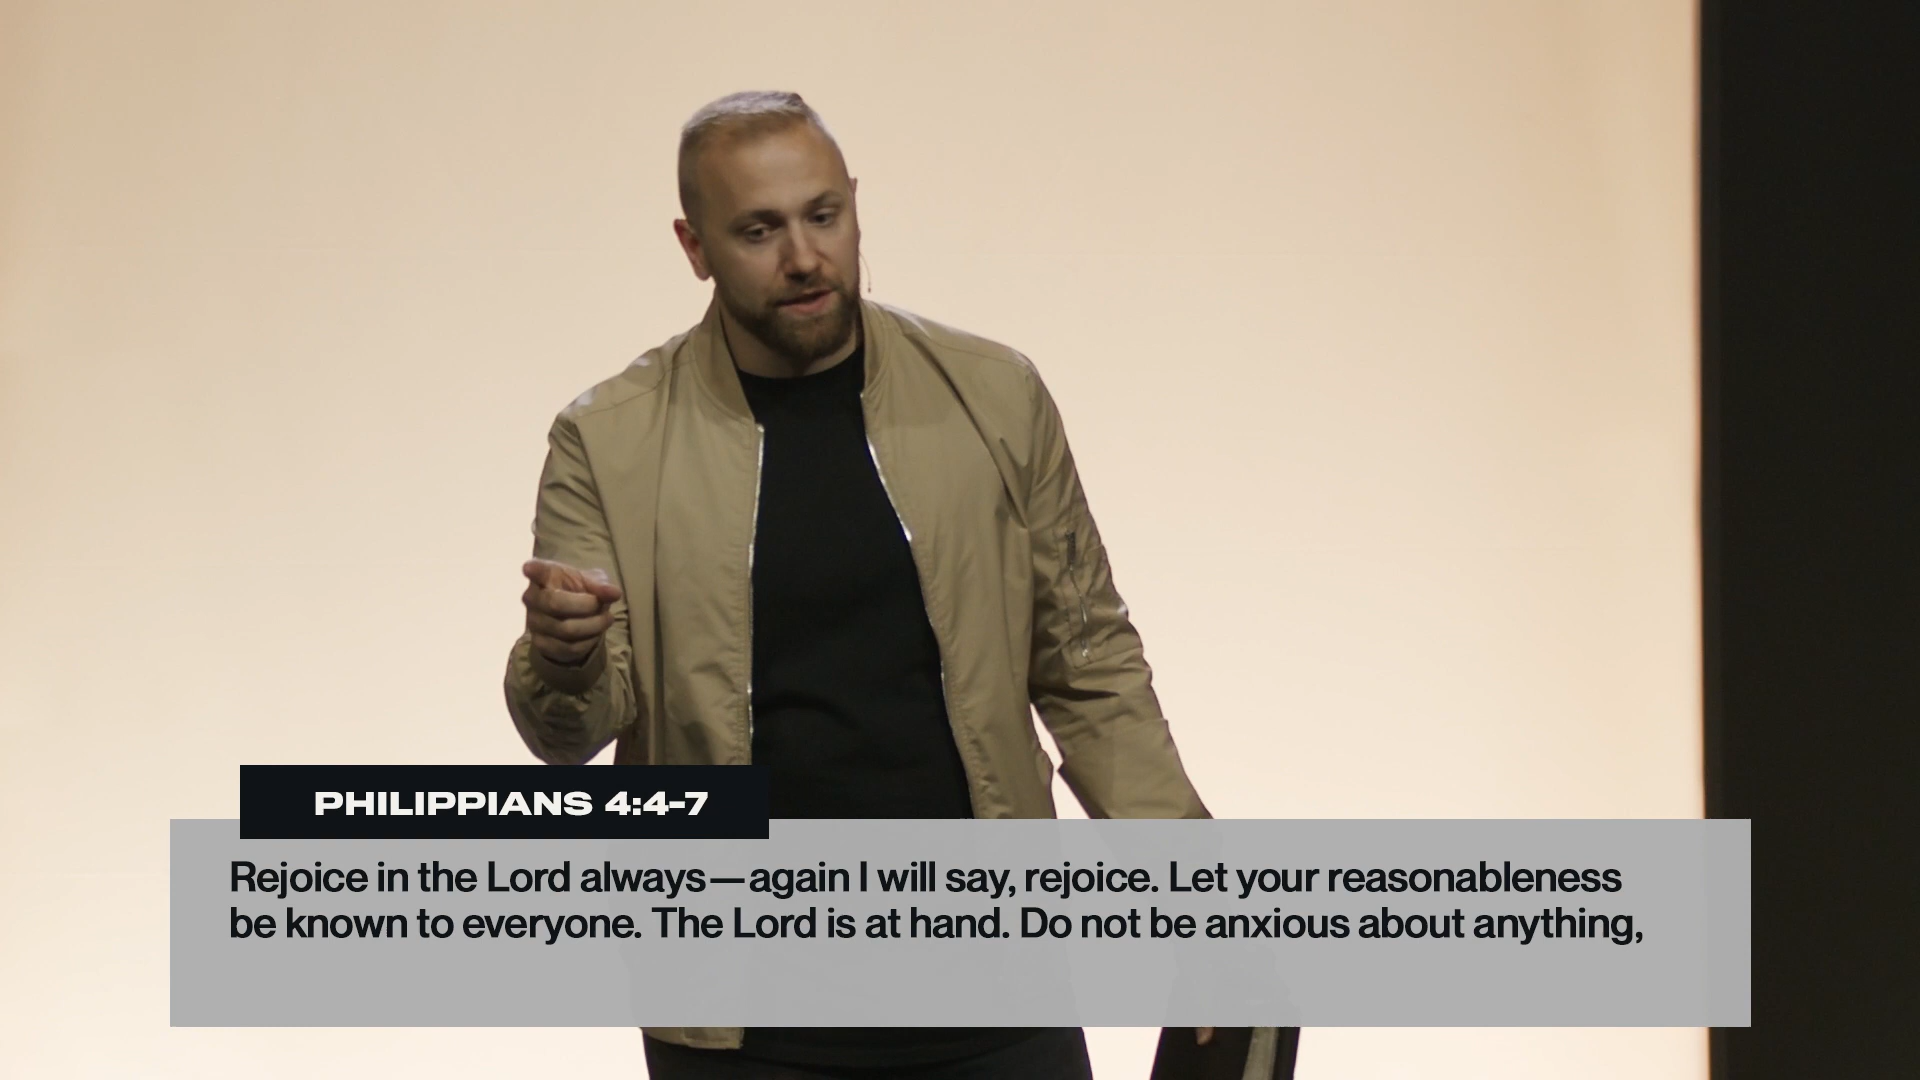 PHILIPPIANS 4:4-7
Rejoice in the Lord always—again I will say, rejoice. Let your reasonableness
be known to everyone. The Lord is at hand. Do not be anxious about anything,